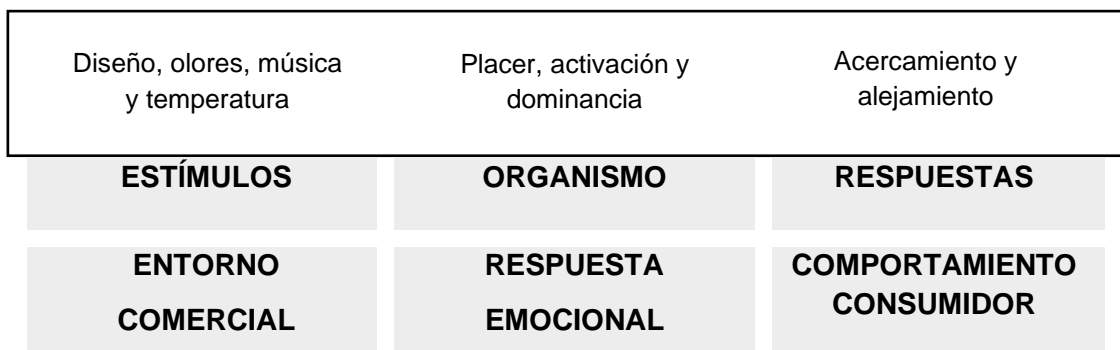 Diseño, olores, música
y temperatura
Placer, activación y
dominancia
Acercamiento y
alejamiento
ESTÍMULOS
ORGANISMO
RESPUESTAS
ENTORNO
COMERCIAL
RESPUESTA
EMOCIONAL
COMPORTAMIENTO
CONSUMIDOR